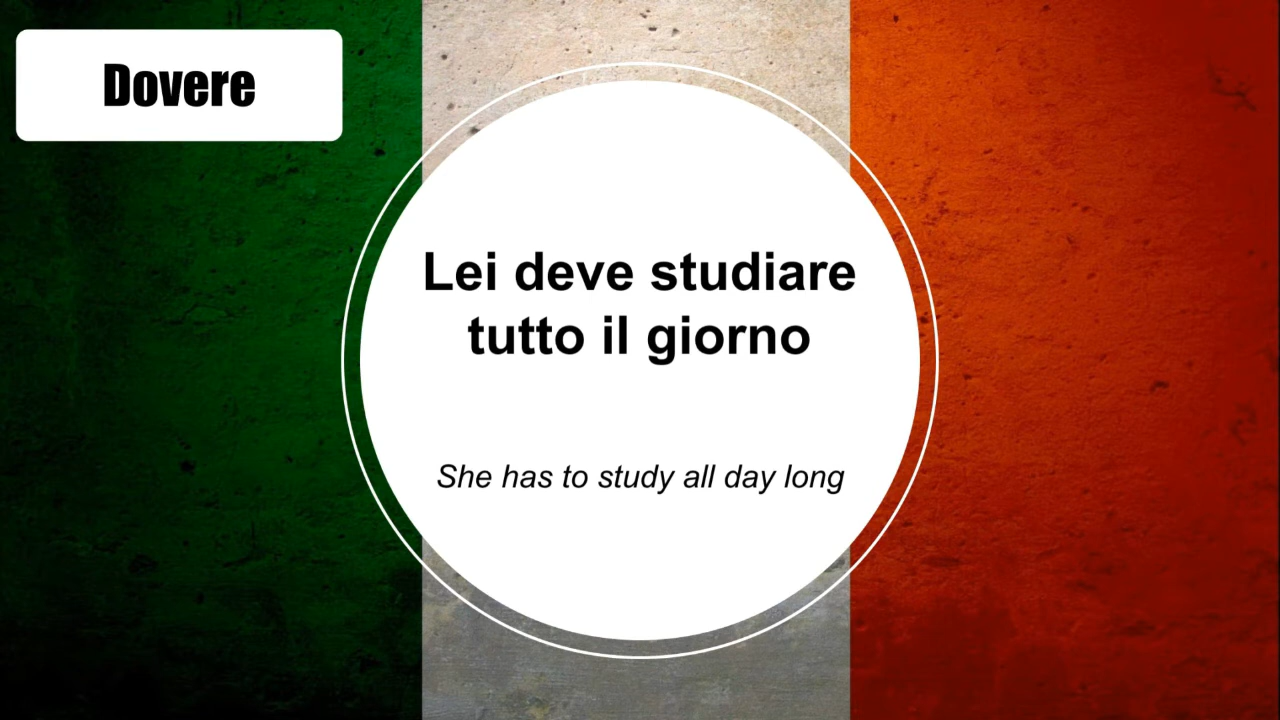 Dovere
Lei deve studiare
tutto il giorno
She has to study all day long